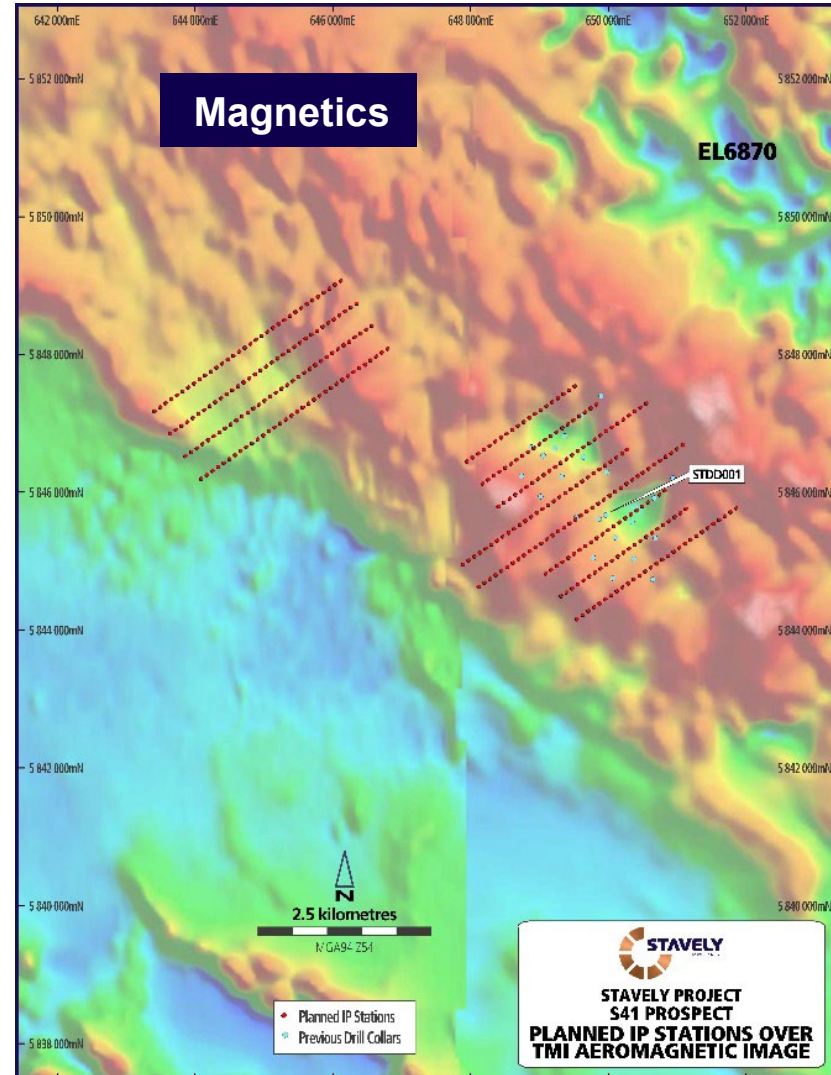 642 000mE 644 000mE 646 000mE 648 000mE 650 000mE 652 000mE
5 852 000mN 5 852 000mN
Magnetics
EL6870
5 850 000mN 5 850 000mN
5 848 000mN 5 848 000mN
STDD001
5 846 000mN 5 846 000mN
5 844 000mN 5 844 000mN
5 842 000mN 5 842 000mN
5 840 000mN 5 840 000mN
N
2.5 kilometres
MGA94 Z54
STAVELY
Planned IP Stations
Previous Drill Collars
STAVELY PROJECT
S41 PROSPECT
PLANNED IP STATIONS OVER
TMI AEROMAGNETIC IMAGE
5 838 000mN